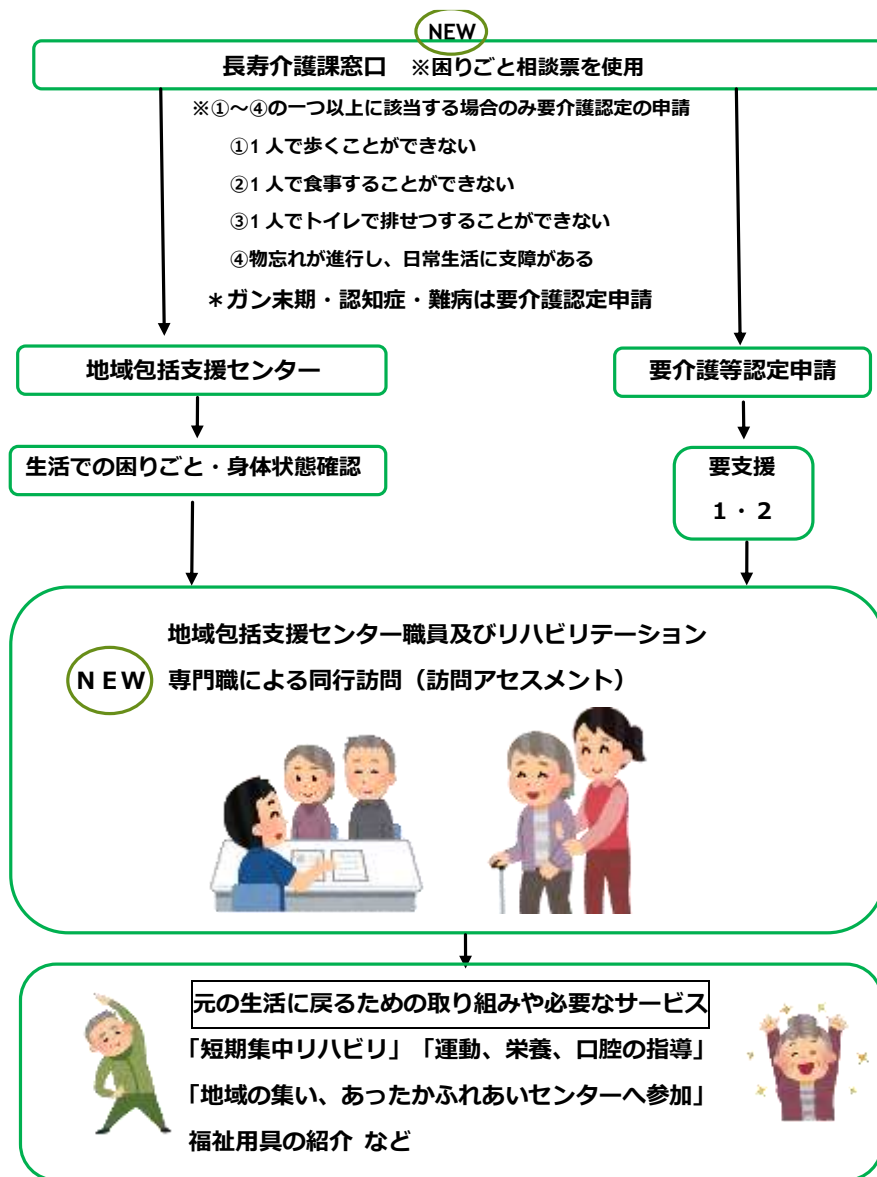 NEW
長寿介護課窓口 ※困りごと相談票を使用
※①~④の一つ以上に該当する場合のみ要介護認定の申請
①1人で歩くことができない
②1人で食事することができない
③1人でトイレで排せつすることができない
④物忘れが進行し、日常生活に支障がある
＊ガン末期・認知症・難病は要介護認定申請
地域包括支援センター
要介護等認定申請
生活での困りごと・身体状態確認
要支援
1・2
地域包括支援センター職員及びリハビリテーション
NEW 専門職による同行訪問（訪問アセスメント）
元の生活に戻るための取り組みや必要なサービス
「短期集中リハビリ」「運動、栄養、口腔の指導」
「地域の集い、あったかふれあいセンターへ参加」
福祉用具の紹介 など